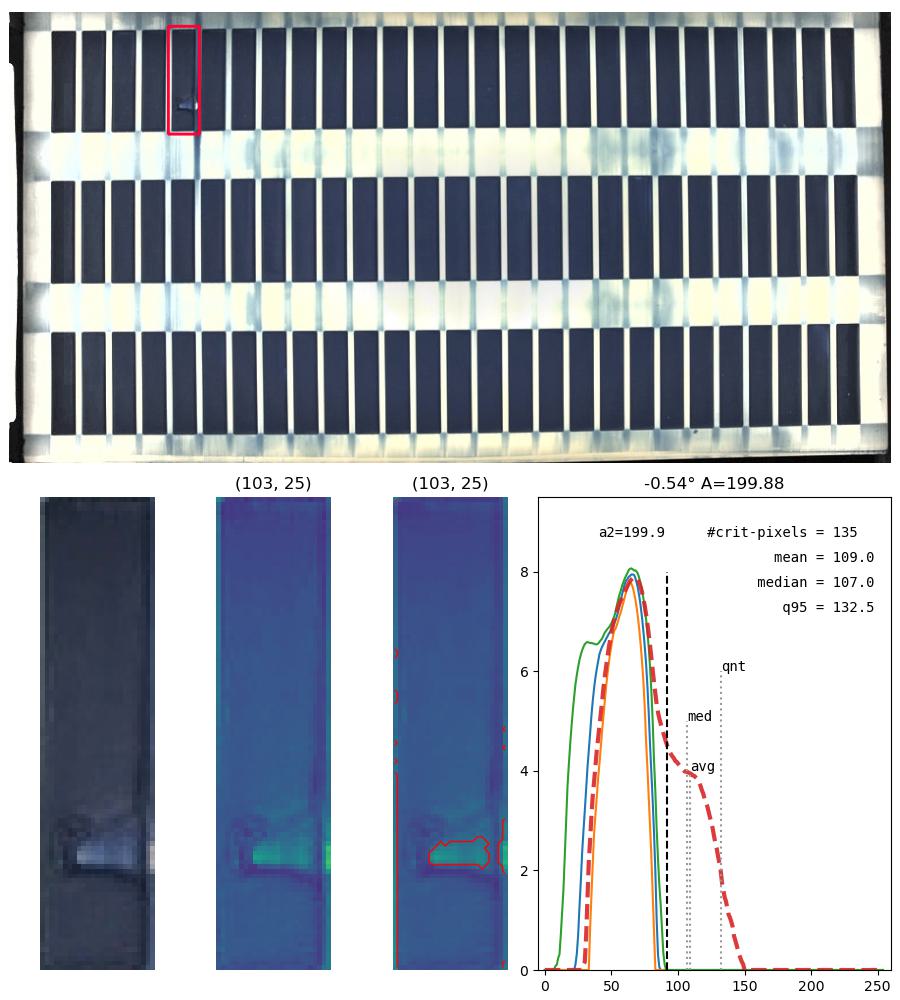 (103, 25)
(103, 25)
-0.54° A=199.88
a2=199.9
#crit-pixels = 135
mean = 109.0
median = 107.0
q95 = 132.5
qnt
med
avg
8
6
4
2
0
0
50
100
150
200
250